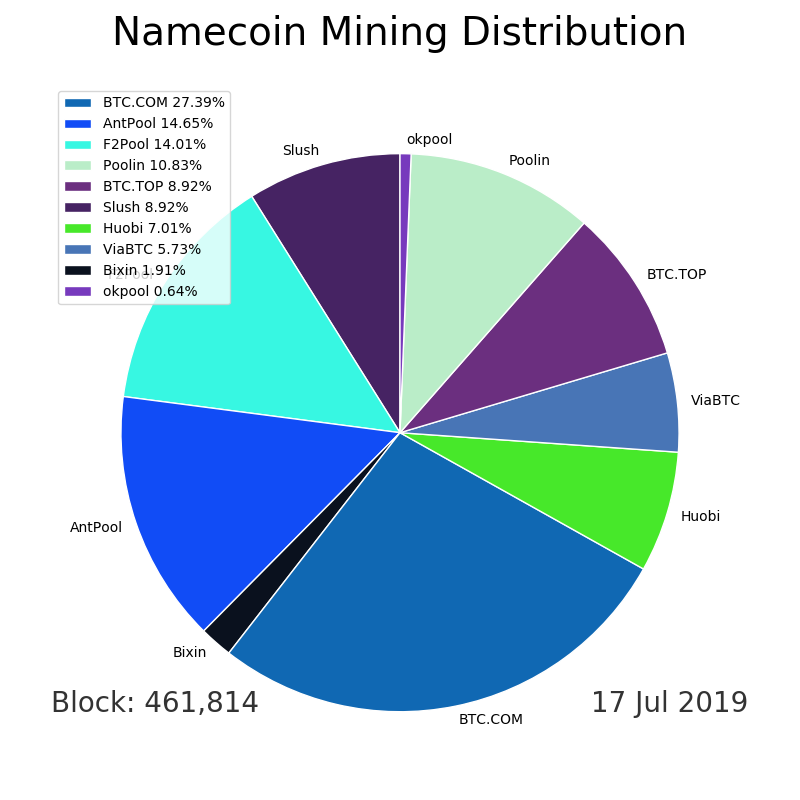 Namecoin Mining Distribution
BTC.COM 27.39%
AntPool 14.65%
F2Pool 14.01%
Poolin 10.83%
BTC.TOP 8.92%
Slush 8.92%
Huobi 7.01%
ViaBTC 5.73%
Bixin 1.91%
okpool 0.64%
okpool
Slush
Poolin
BTC.TOP
F2Pool
ViaBTC
Huobi
AntPool
Bixin
Block: 461,814
17 Jul 2019
BTC.COM